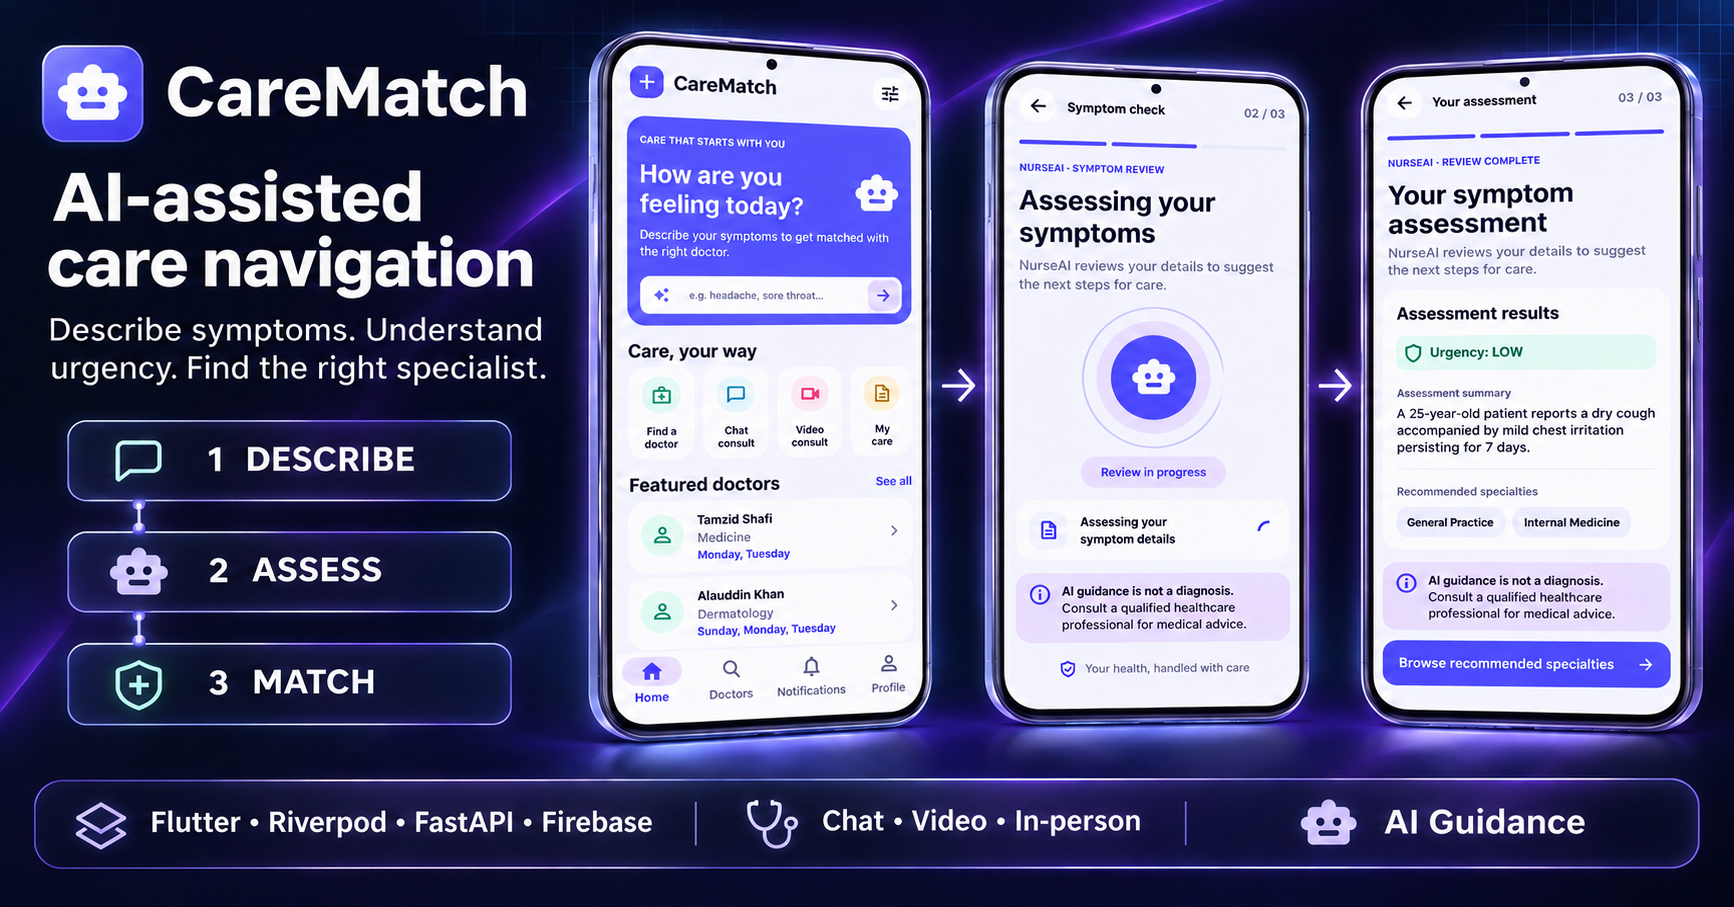 CareMatch
AI-assisted
care navigation
Describe symptoms. Understand
urgency. Find the right specialist.
1 DESCRIBE
2 ASSESS
3 MATCH
CareMatch
CARE THAT STARTS WITH YOU
How are you
feeling today?
Describe your symptoms to get matched with
the right doctor.
e.g. headache, sore throat...
Care, your way
Find a
doctor
Chat
consult
Video
consult
My
care
Featured doctors
See all
Tamzid Shafi
Medicine
Monday, Tuesday
Alauddin Khan
Dermatology
Sunday, Monday, Tuesday
Home
Doctors
Notifications
Profile
Symptom check
02 / 03
NURSEAI · SYMPTOM REVIEW
Assessing your
symptoms
NurseAI reviews your details to suggest
the next steps for care.
Review in progress
Assessing your
symptom details
AI guidance is not a diagnosis.
Consult a qualified healthcare
professional for medical advice.
Your health, handled with care
Your assessment
03 / 03
NURSEAI · REVIEW COMPLETE
Your symptom
assessment
NurseAI reviews your details to suggest
the next steps for care.
Assessment results
Urgency: LOW
Assessment summary
A 25-year-old patient reports a dry cough
accompanied by mild chest irritation
persisting for 7 days.
Recommended specialties
General Practice
Internal Medicine
AI guidance is not a diagnosis.
Consult a qualified healthcare
professional for medical advice.
Browse recommended specialties
Flutter • Riverpod • FastAPI • Firebase
Chat • Video • In-person
AI Guidance